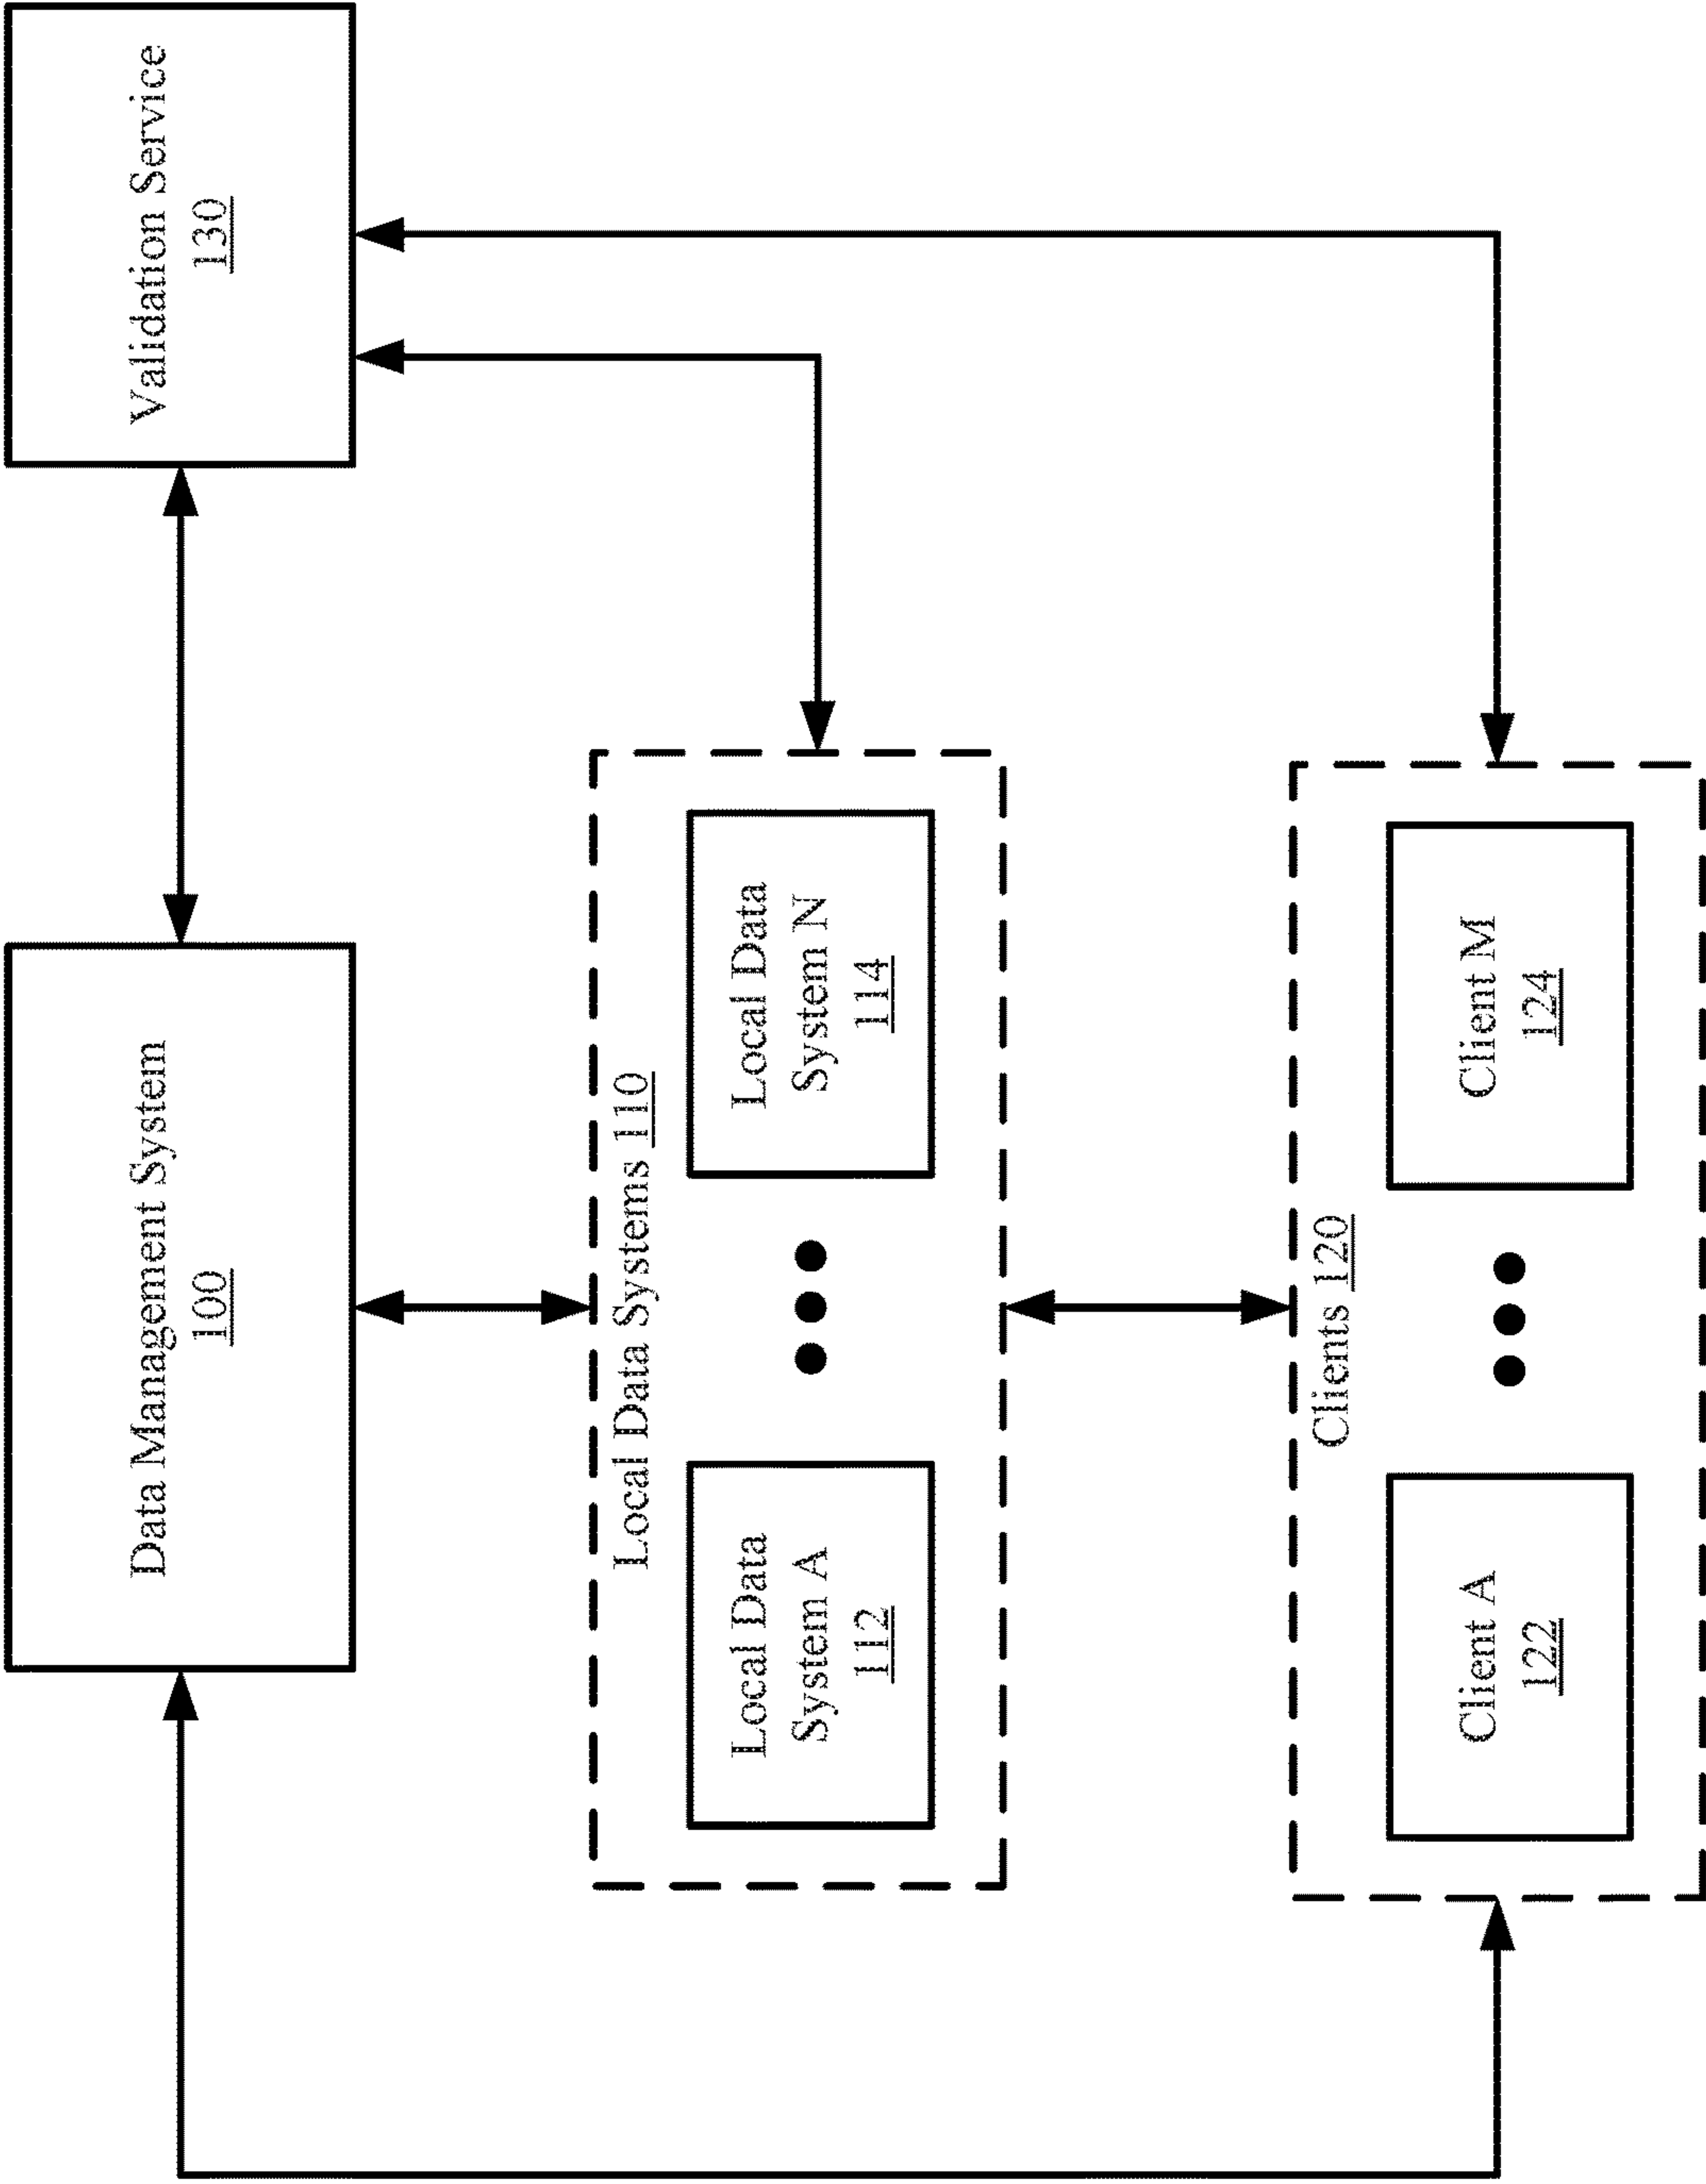 Data Management System
100
Validation Service
130
Local Data Systems 110
Local Data
System A
112
Local Data
System N
114
Clients 120
Client A
122
Client M
124